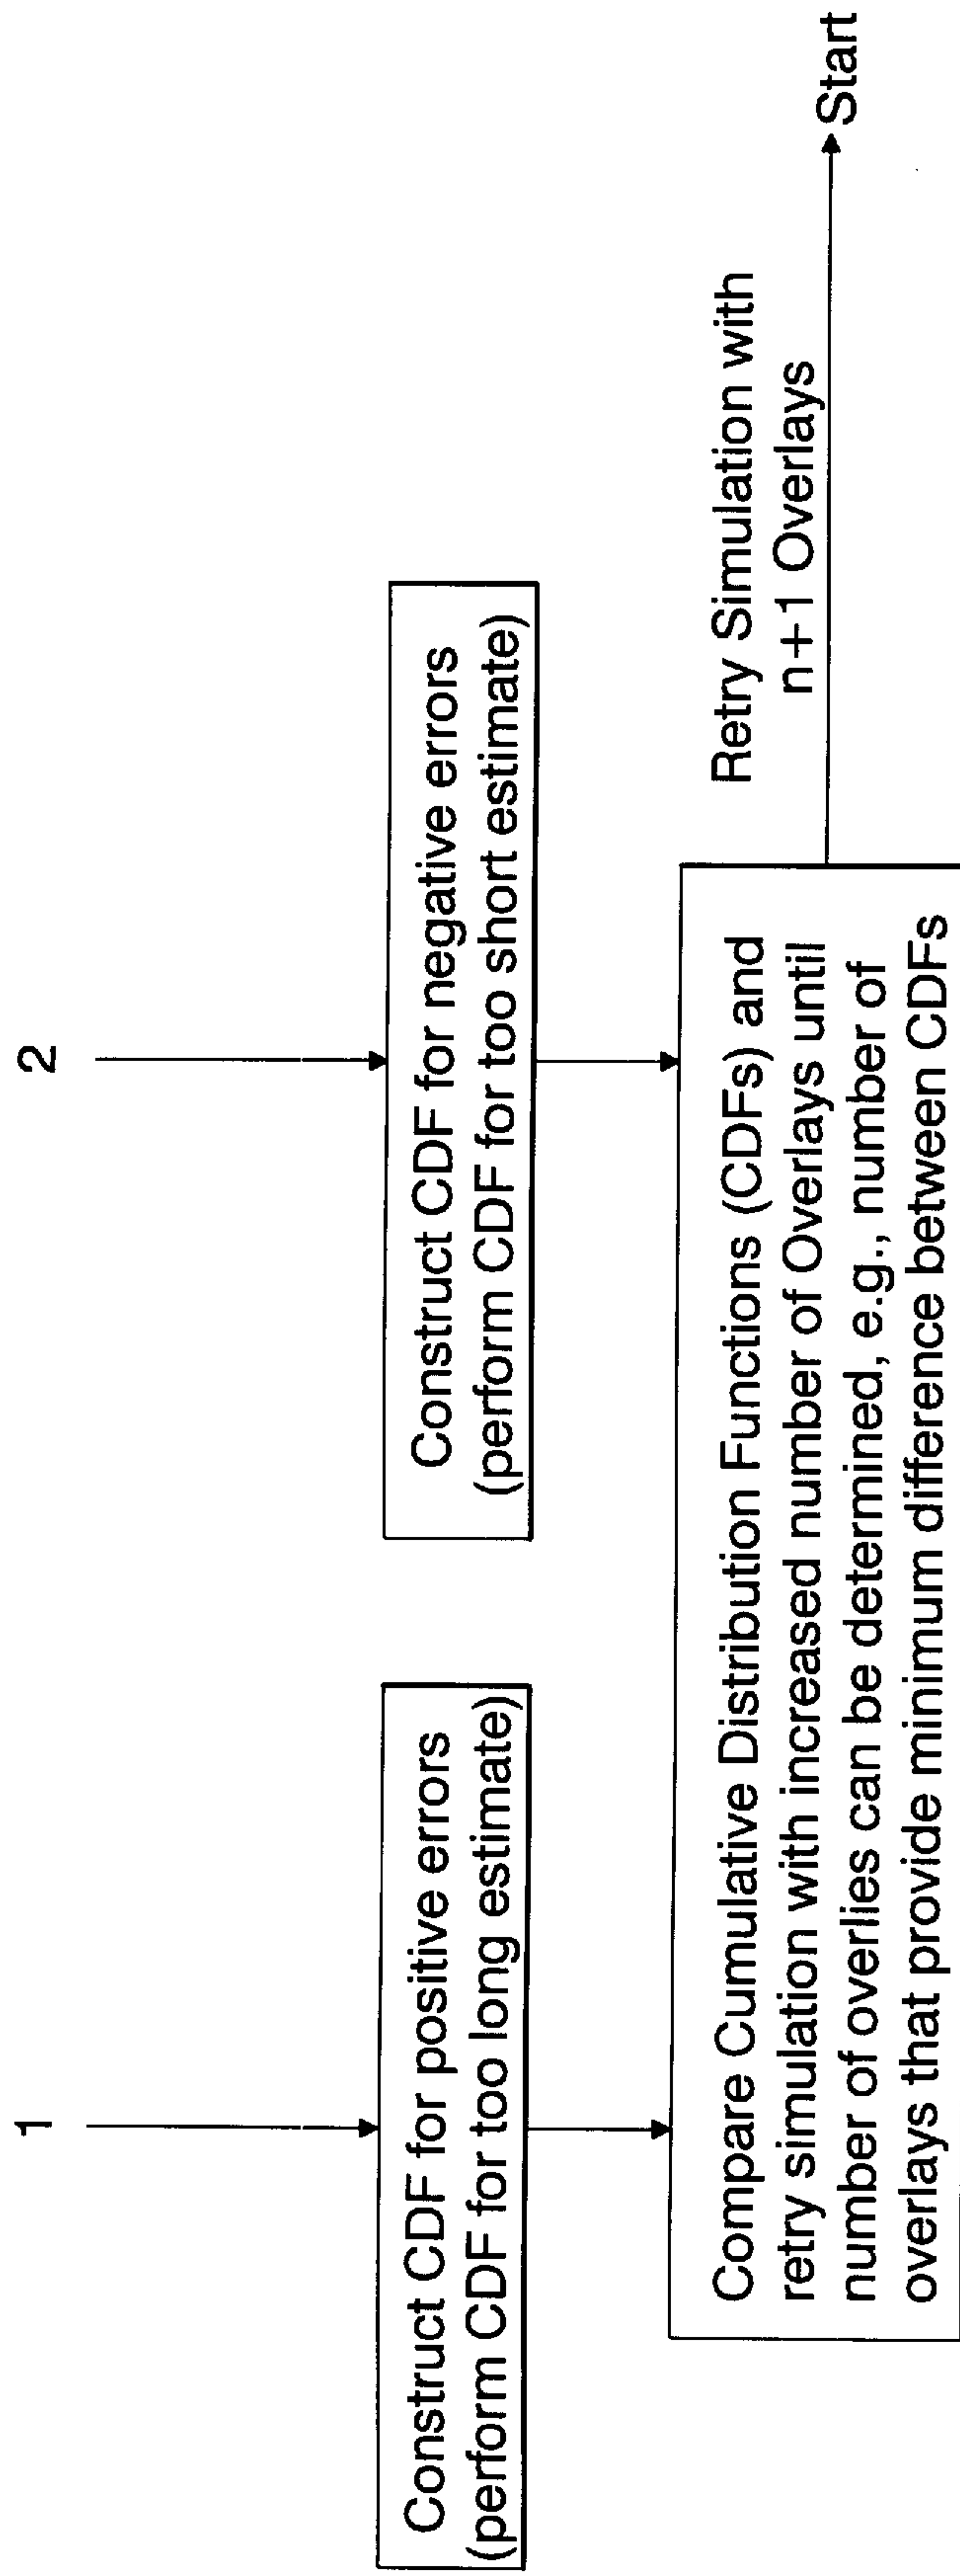 1
2
Construct CDF for positive errors
(perform CDF for too long estimate)
Construct CDF for negative errors
(perform CDF for too short estimate)
Compare Cumulative Distribution Functions (CDFs) and
retry simulation with increased number of Overlays until
number of overlies can be determined, e.g., number of
overlays that provide minimum difference between CDFs
Retry Simulation with
n+1 Overlays
Start